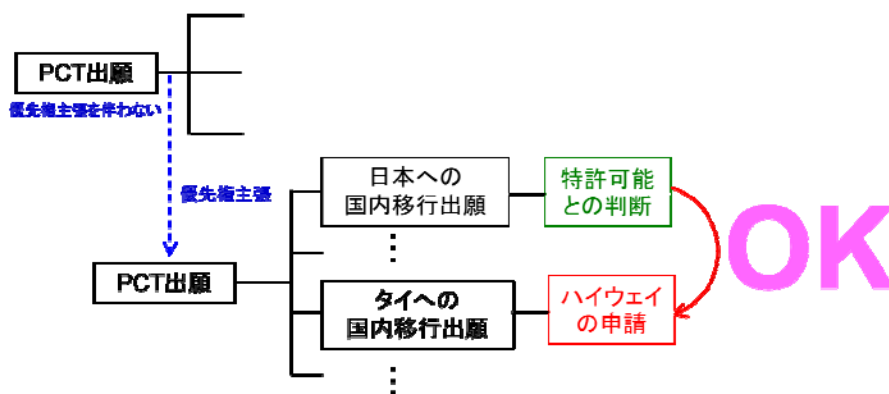 PCT出願
優先権主張を伴わない
優先権主張
日本への
国内移行出願
特許可能
との判断
OK
PCT出願
タイへの
国内移行出願
ハイウェイ
の申請